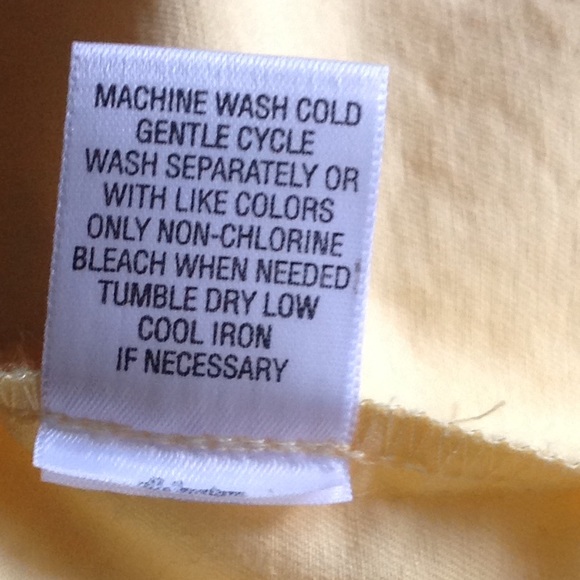 MACHINE WASH COLD
GENTLE CYCLE
WASH SEPARATELY OR
WITH LIKE COLORS
ONLY NON-CHLORINE
BLEACH WHEN NEEDED
TUMBLE DRY LOW
COOL IRON
IF NECESSARY